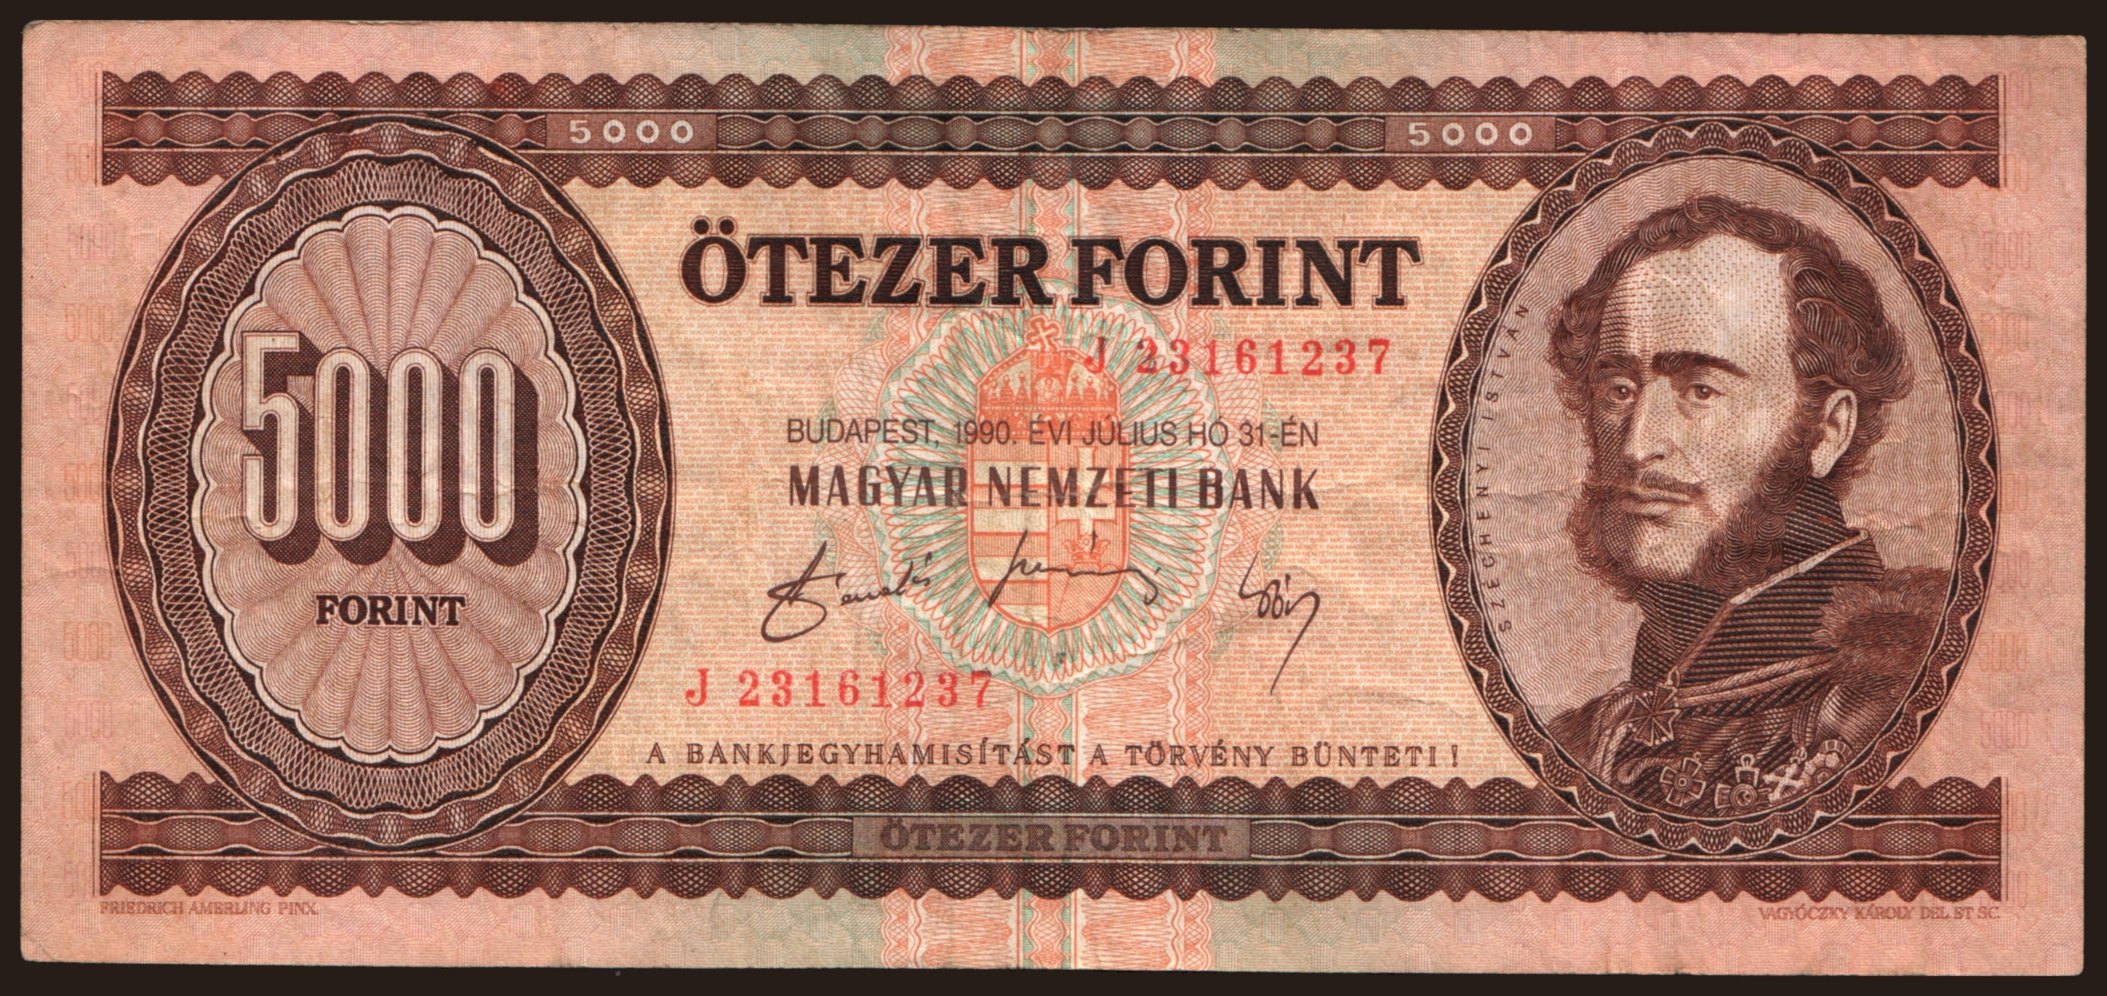 5000 5000
ÖTEZER FORINT
J 23161237
5000
FORINT
BUDAPEST, 1990. ÉVI JÚLIUS HÓ 31-ÉN
MAGYAR NEMZETI BANK
SZÉCHENYI ISTVÁN
J 23161237
A BANKJEGYHAMISÍTÁST A TÖRVÉNY BÜNTETI !
ÖTEZER FORINT
FRIEDRICH AMERLING PINX.
VAGYÓCZKY KÁROLY DEL ET SC.